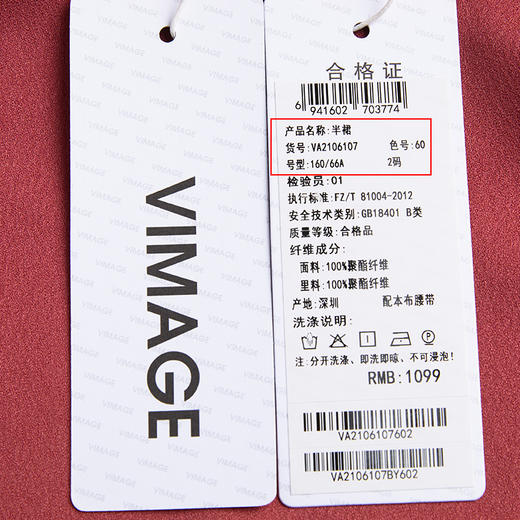 VIMAGE
合格证
6 941602 703774
产品名称:半裙
货号:VA2106107 色号:60
号型:160/66A 2码
检验员:01
执行标准:FZ/T 81004-2012
安全技术类别:GB18401 B类
质量等级:合格品
纤维成分:
面料:100%聚酯纤维
里料:100%聚酯纤维
产地:深圳 配本布腰带
洗涤说明:
注:分开洗涤、即洗即晾、不可浸泡!
RMB:1099
VA2106107602
VA2106107BY602